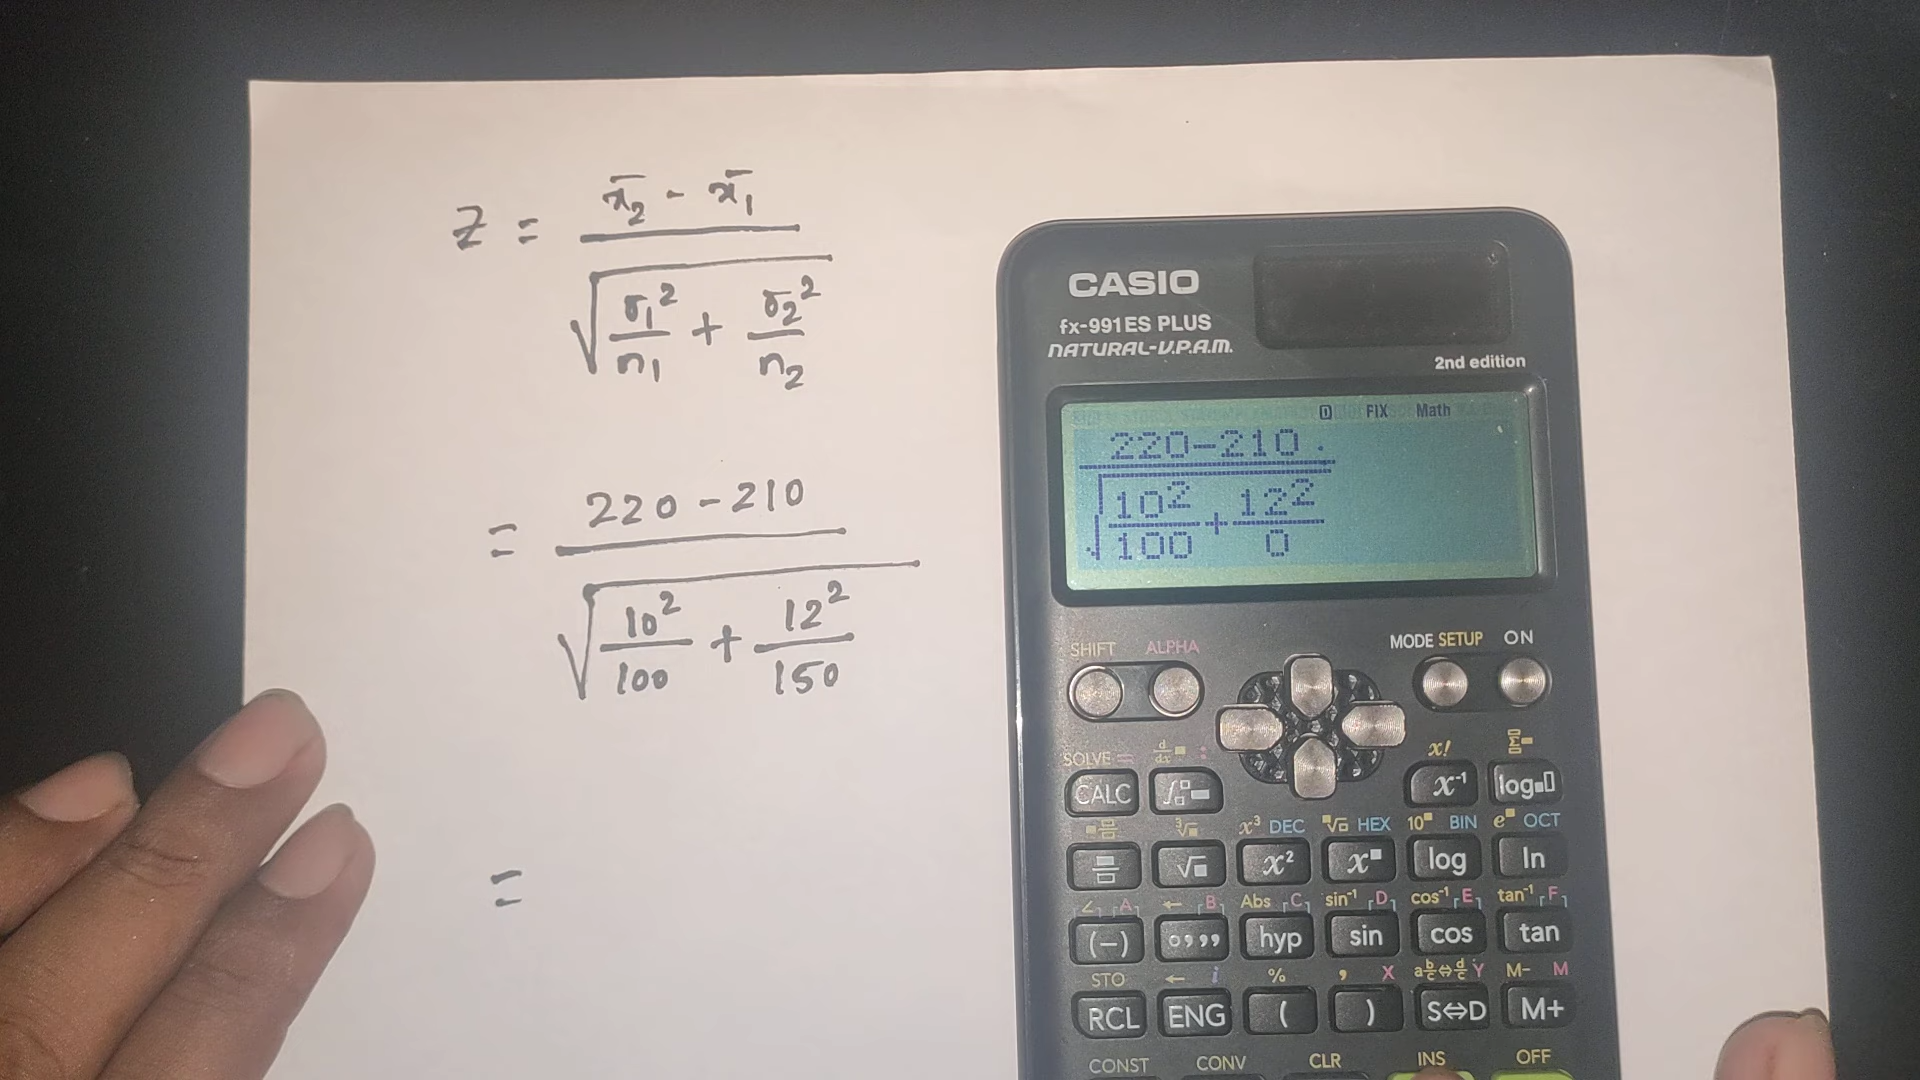 Z = x̄₂ - x̄₁ / √(σ₁²/n₁ + σ₂²/n₂)
= 220 - 210 / √(10²/100 + 12²/150)
=
CASIO
fx-991ES PLUS
NATURAL-V.P.A.M.
2nd edition
D FIX Math
220-210
√(10²/100 + 12²/0)
SHIFT ALPHA MODE SETUP ON
SOLVE = d/dx■ : x! Σ▯=
CALC ∫▯▯▯ x⁻¹ log▪▯
■▯/▯ ³√■ x³ DEC ■√▯ HEX 10■ BIN e■ OCT
▯/▯ √■ x² x■ log ln
∠ A ← B Abs C sin⁻¹ D cos⁻¹ E tan⁻¹ F
(−) °,,, hyp sin cos tan
STO ← i % , X a b/c⇔d/c Y M- M
RCL ENG ( ) S⇔D M+
CONST CONV CLR INS OFF